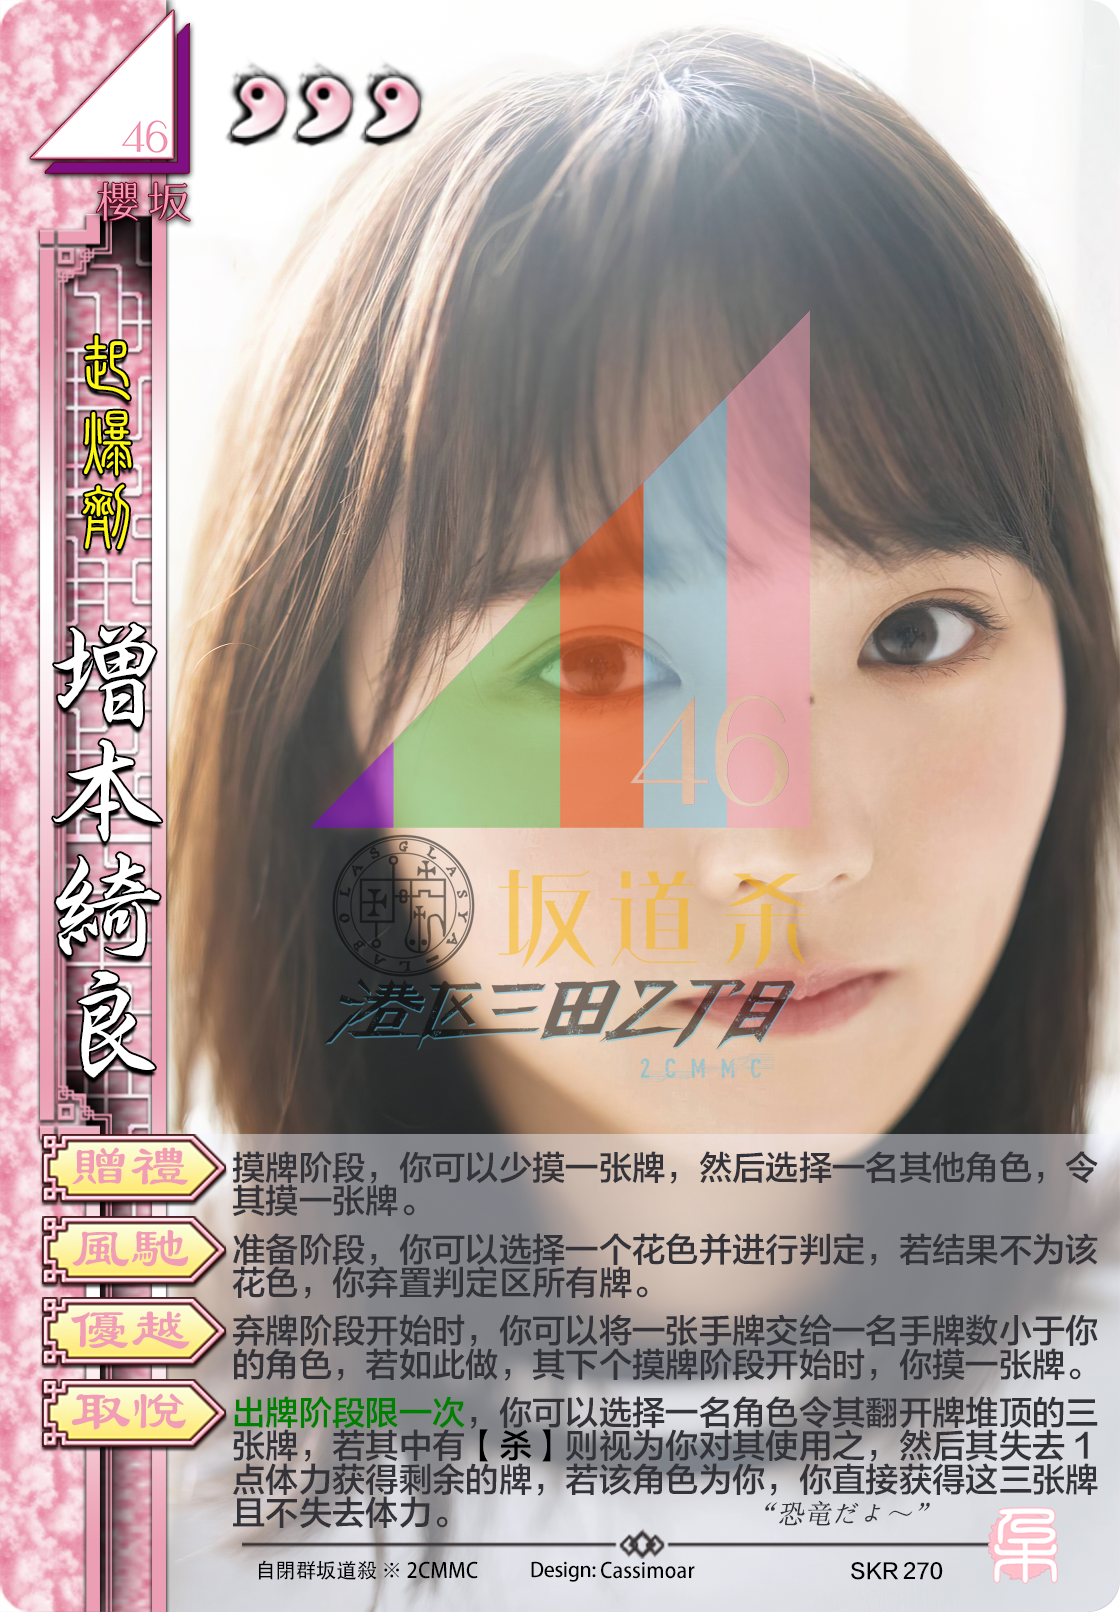 46
櫻坂
起爆劑
增本綺良
46
GLASYA-LABOLAS
坂道杀
港区三田乙丁目
2CMMC
贈禮
摸牌阶段，你可以少摸一张牌，然后选择一名其他角色，令
其摸一张牌。
風馳
准备阶段，你可以选择一个花色并进行判定，若结果不为该
花色，你弃置判定区所有牌。
優越
弃牌阶段开始时，你可以将一张手牌交给一名手牌数小于你
的角色，若如此做，其下个摸牌阶段开始时，你摸一张牌。
取悅
出牌阶段限一次，你可以选择一名角色令其翻开牌堆顶的三
张牌，若其中有【杀】则视为你对其使用之，然后其失去1
点体力获得剩余的牌，若该角色为你，你直接获得这三张牌
且不失去体力。
“恐竜だょ～”
自閉群坂道殺 ※ 2CMMC
Design: Cassimoar
SKR 270